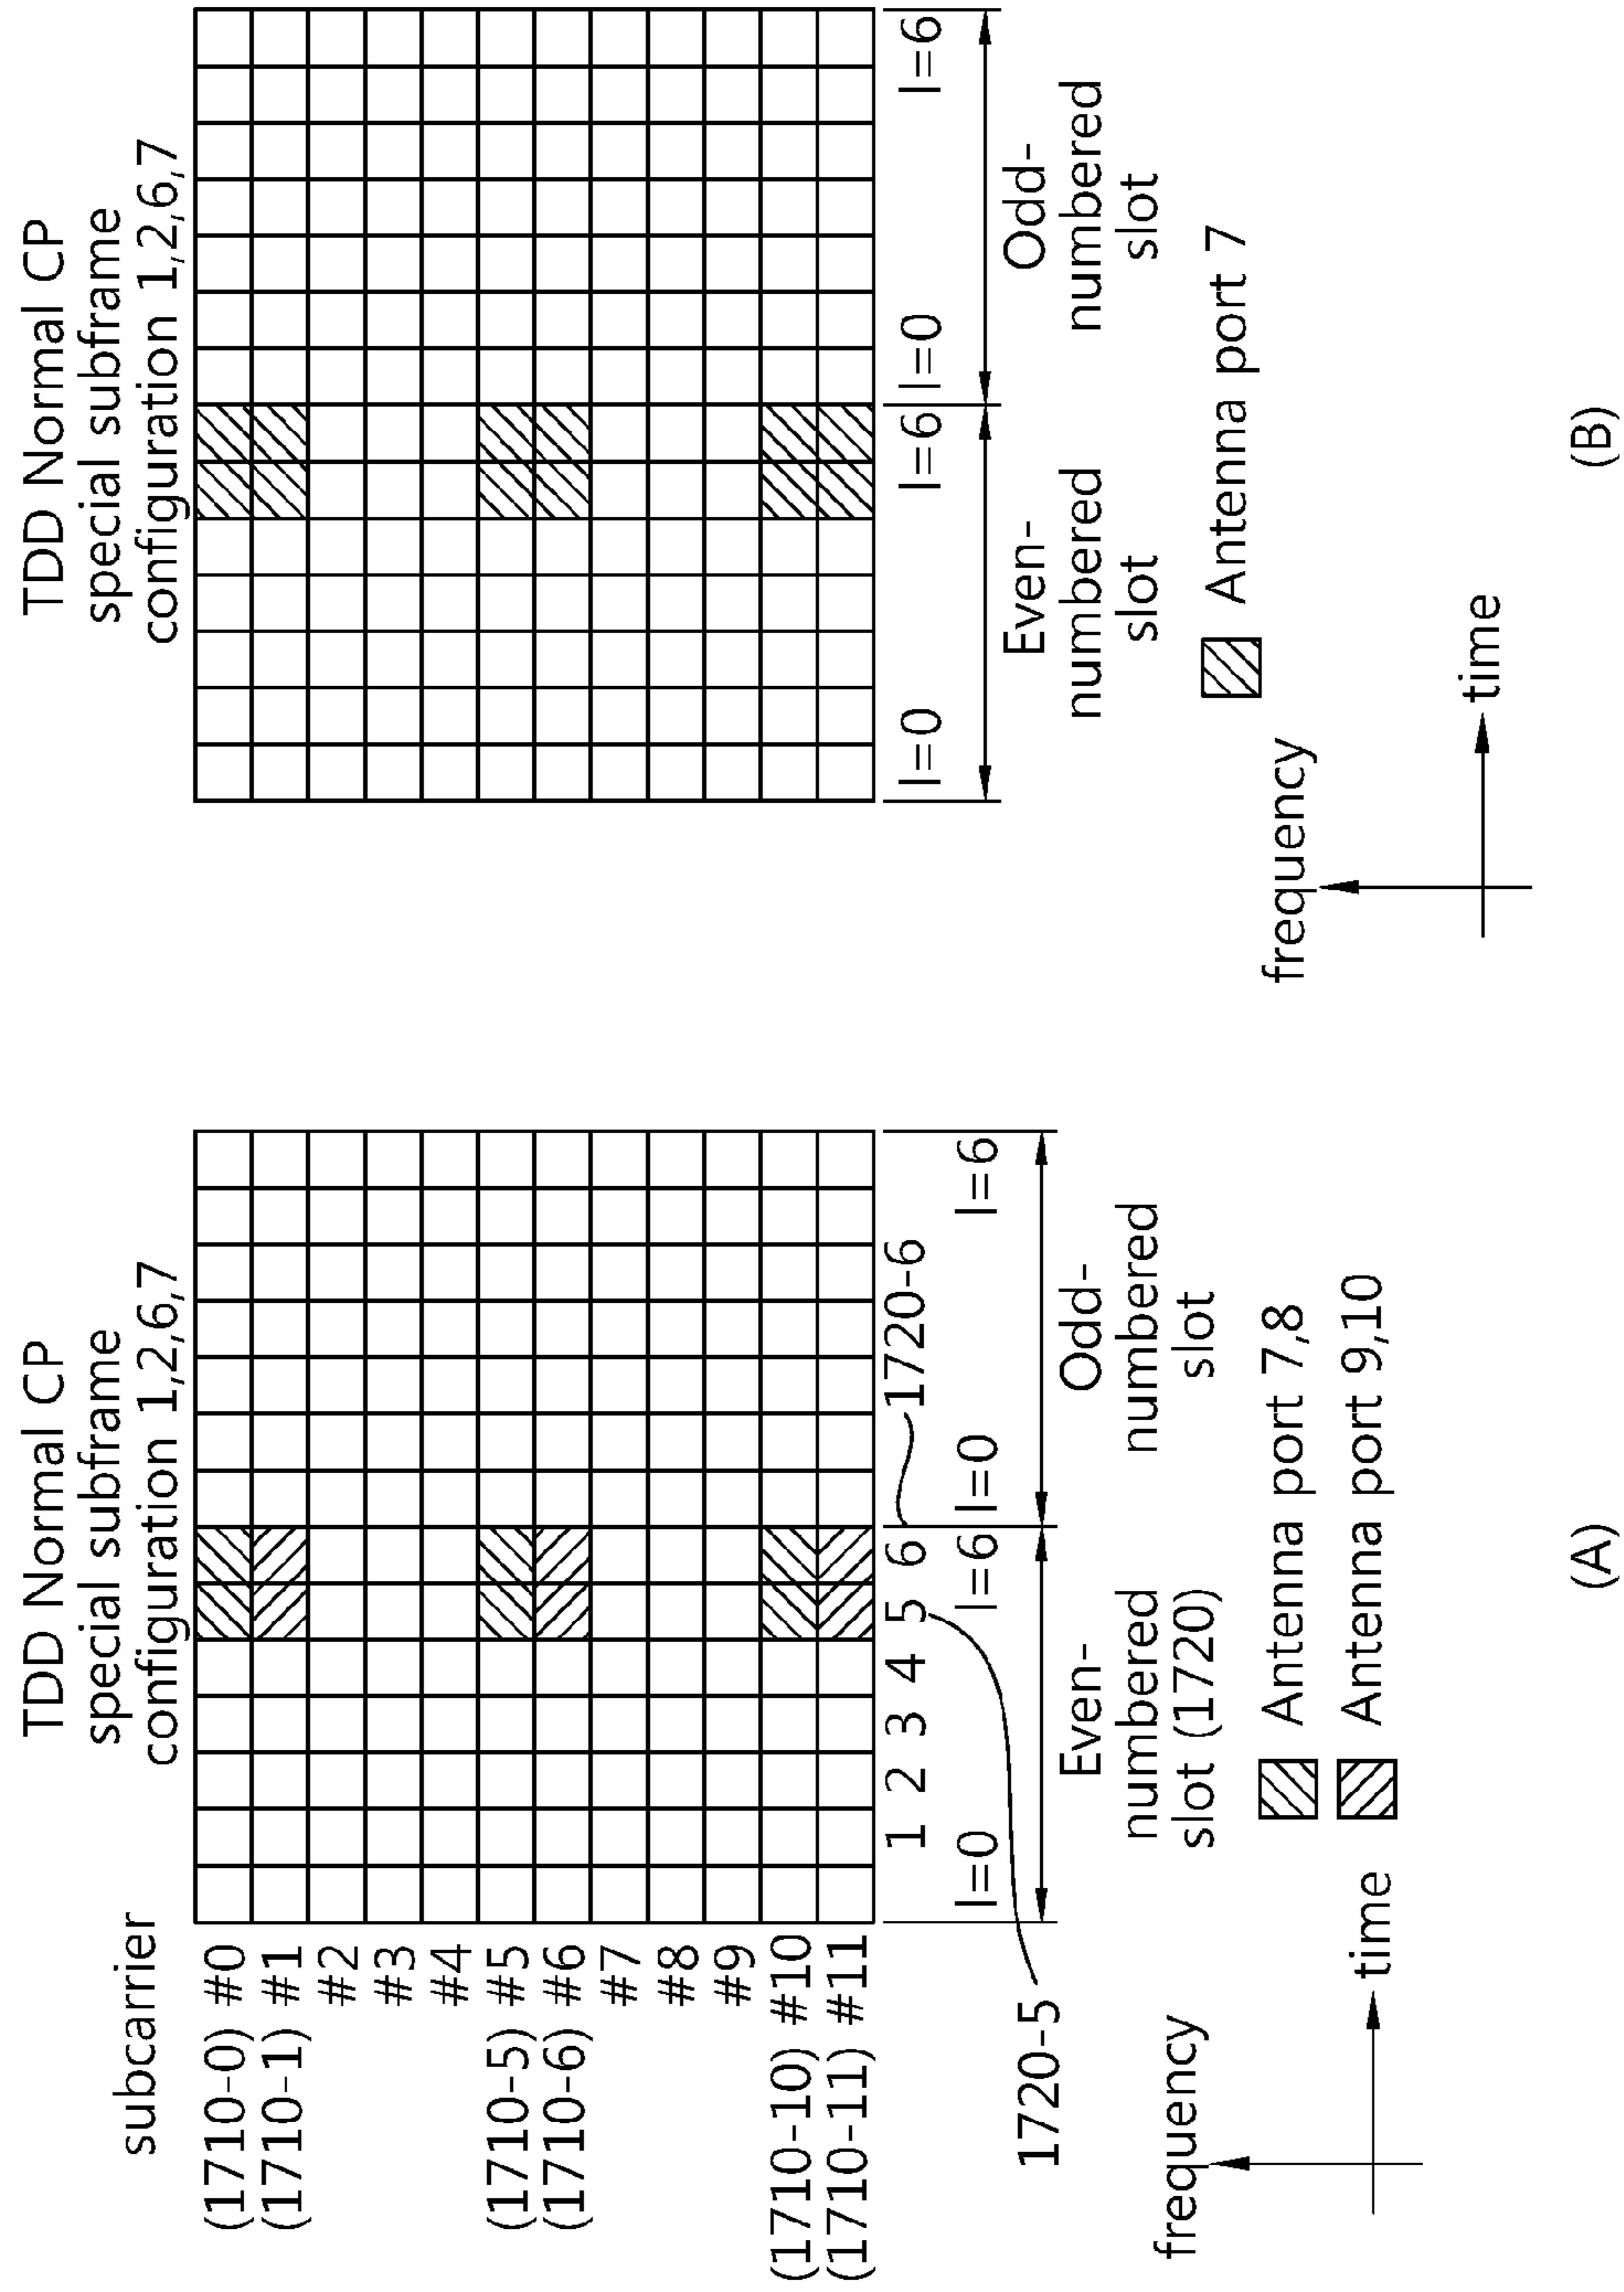 TDD Normal CP
special subframe
configuration 1,2,6,7
subcarrier
(1710-0) #0
(1710-1) #1
#2
#3
#4
(1710-5) #5
(1710-6) #6
#7
#8
#9
(1710-10) #10
(1710-11) #11
1 2 3 4 5 6
1720-6
l=0
l=6
l=0
l=6
1720-5
Even-
numbered
slot (1720)
Odd-
numbered
slot
Antenna port 7,8
Antenna port 9,10
frequency
time
(A)
TDD Normal CP
special subframe
configuration 1,2,6,7
l=0
l=6
l=0
l=6
Even-
numbered
slot
Odd-
numbered
slot
Antenna port 7
frequency
time
(B)